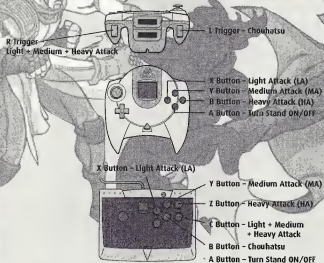 R Trigger
Light + Medium + Heavy Attack
L Trigger - Chouhatsu
X Button - Light Attack (LA)
Y Button - Medium Attack (MA)
B Button - Heavy Attack (HA)
A Button - Turn Stand ON/OFF
X Button - Light Attack (LA)
Y Button - Medium Attack (MA)
Z Button - Heavy Attack (HA)
C Button - Light + Medium
+ Heavy Attack
B Button - Chouhatsu
A Button - Turn Stand ON/OFF